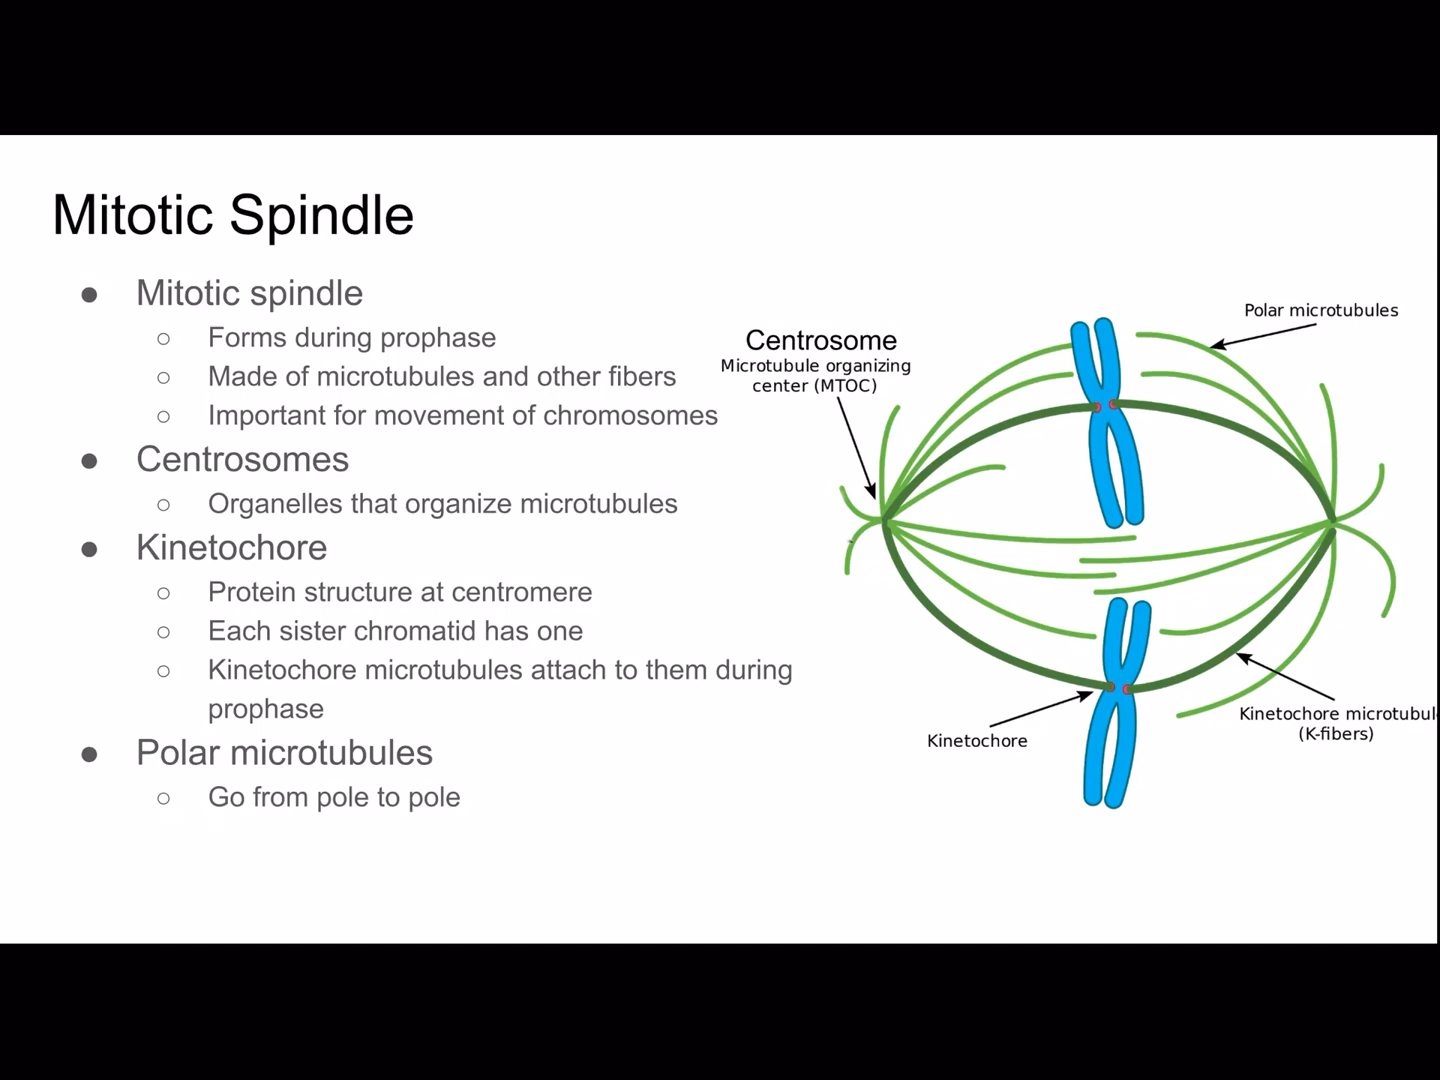 Mitotic Spindle
● Mitotic spindle
○ Forms during prophase
○ Made of microtubules and other fibers
○ Important for movement of chromosomes
● Centrosomes
○ Organelles that organize microtubules
● Kinetochore
○ Protein structure at centromere
○ Each sister chromatid has one
○ Kinetochore microtubules attach to them during
prophase
● Polar microtubules
○ Go from pole to pole
Centrosome
Microtubule organizing
center (MTOC)
Polar microtubules
Kinetochore
Kinetochore microtubul
(K-fibers)